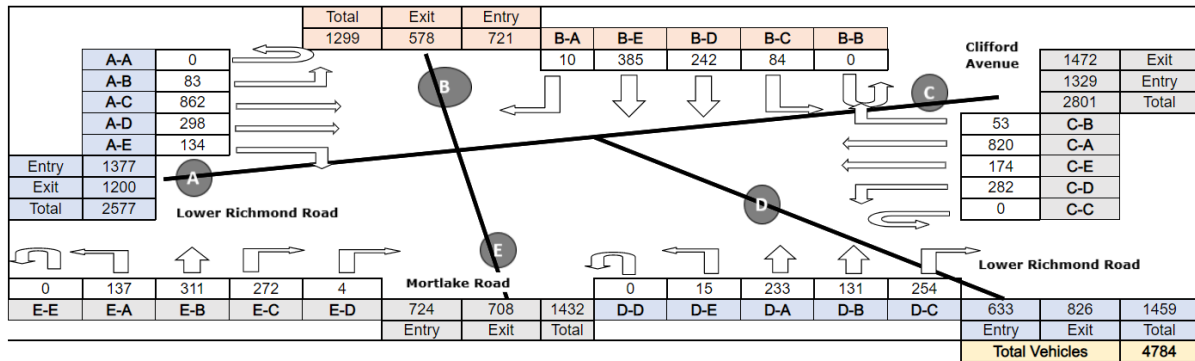 Total Exit Entry
1299 578 721 B-A B-E B-D B-C B-B
10 385 242 84 0
Clifford
Avenue
1472 Exit
1329 Entry
2801 Total
A-A 0
A-B 83
A-C 862
A-D 298
A-E 134
B
C
53 C-B
820 C-A
174 C-E
282 C-D
0 C-C
Entry 1377
Exit 1200
Total 2577
A
Lower Richmond Road
D
E
Mortlake Road
Lower Richmond Road
0 137 311 272 4
E-E E-A E-B E-C E-D
724 708 1432
Entry Exit Total
0 15 233 131 254
D-D D-E D-A D-B D-C
633 826 1459
Entry Exit Total
Total Vehicles 4784